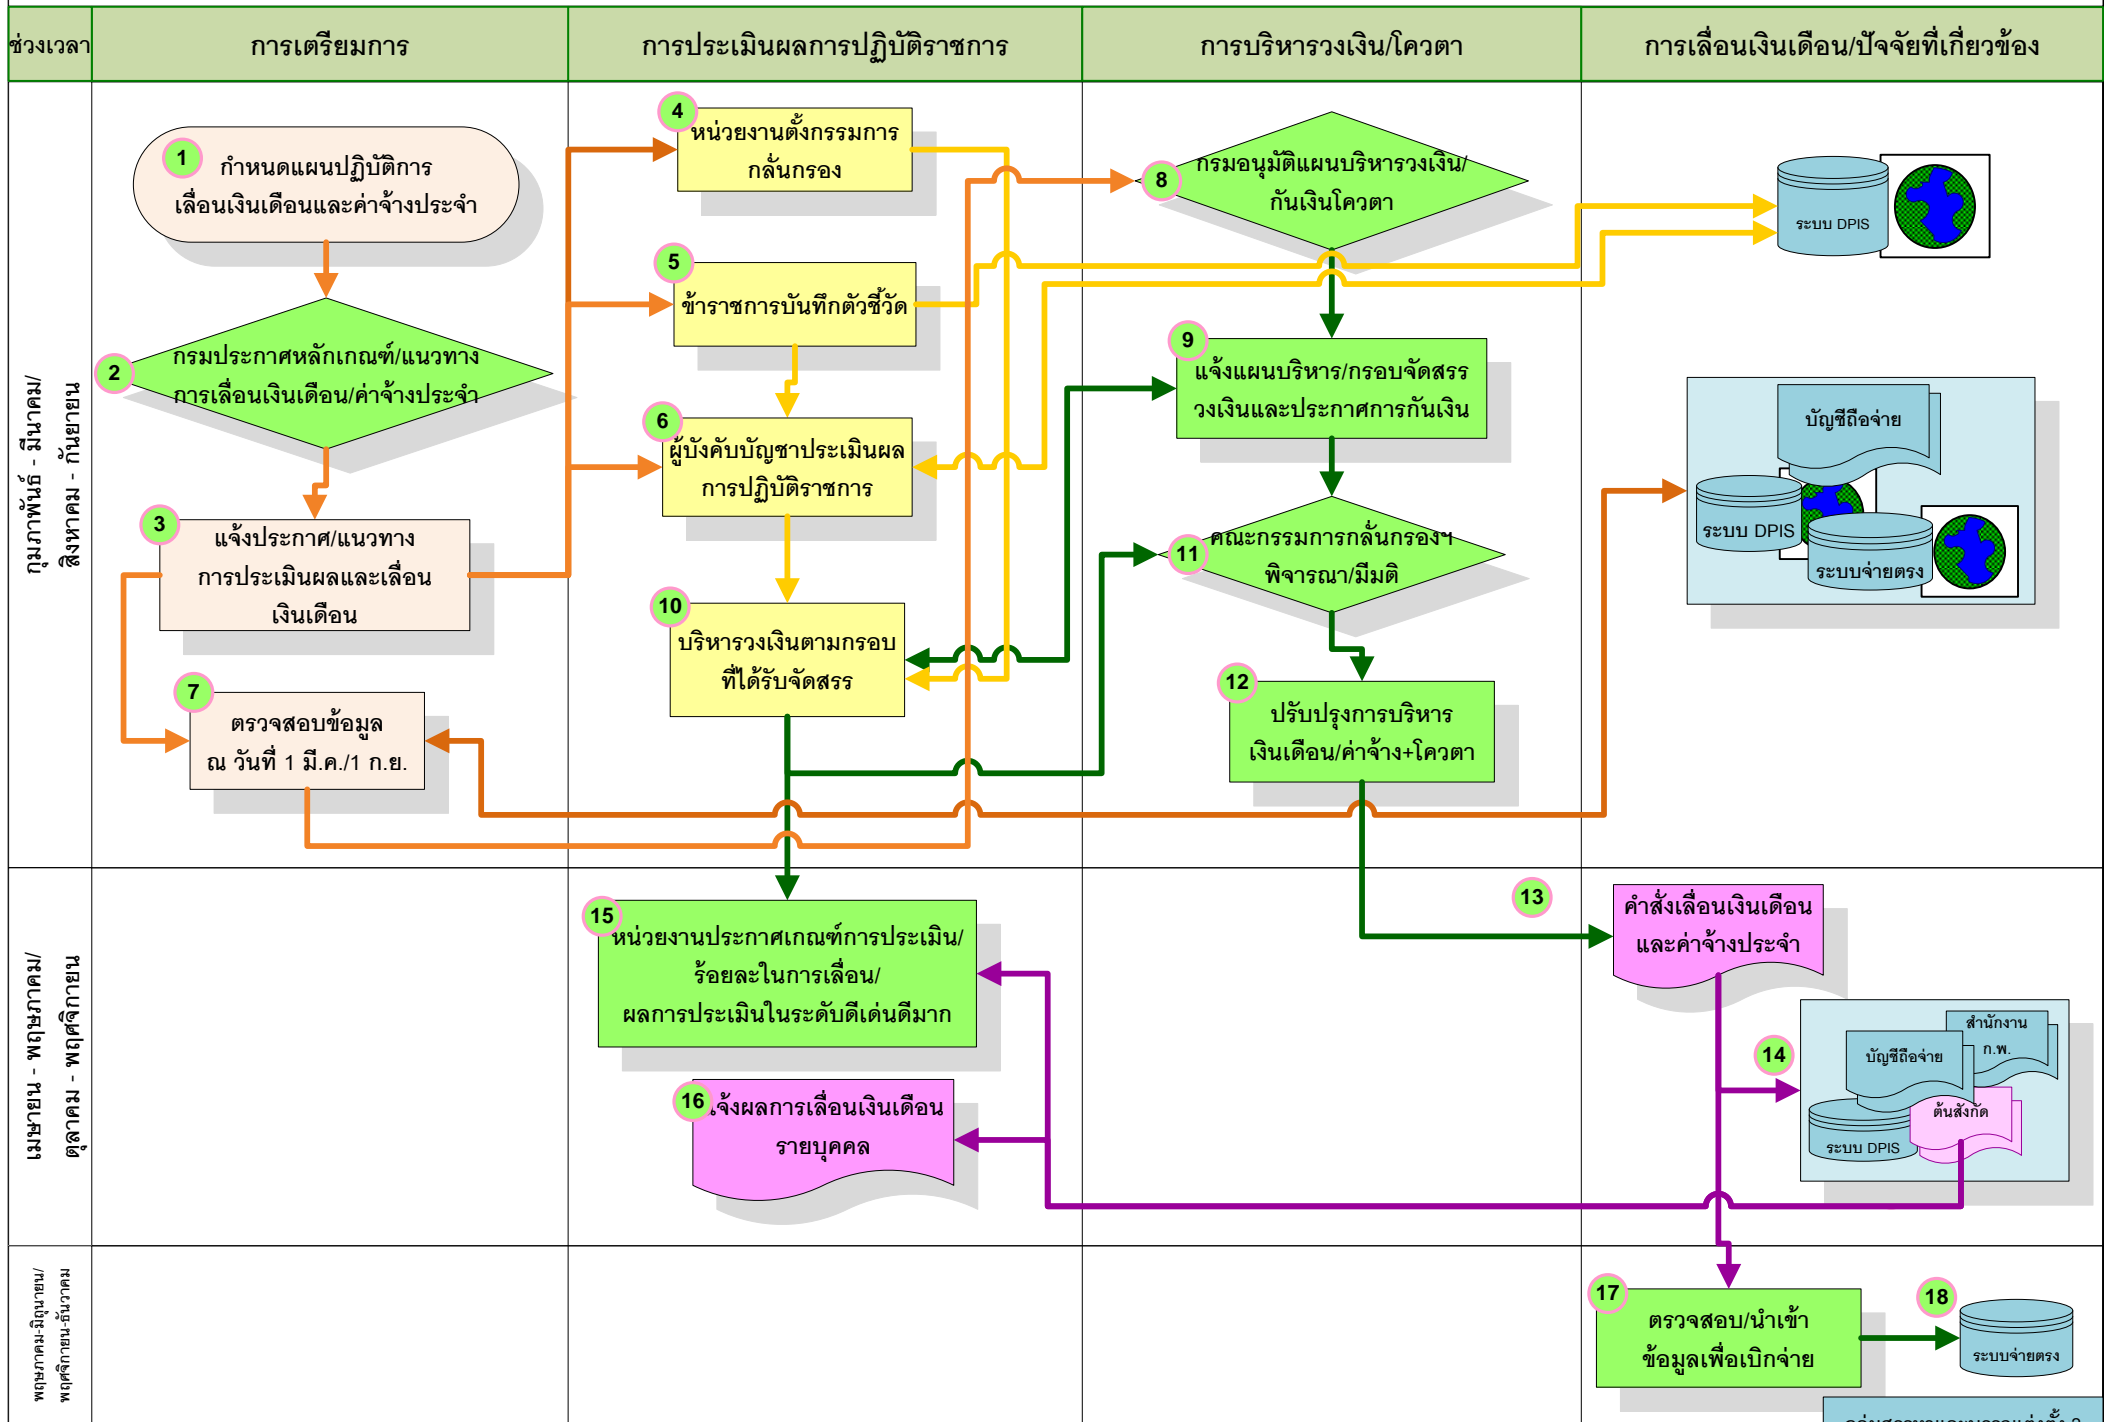 ช่วงเวลา
การเตรียมการ
การประเมินผลการปฏิบัติราชการ
การบริหารวงเงิน/โควตา
การเลื่อนเงินเดือน/ปัจจัยที่เกี่ยวข้อง
กุมภาพันธ์ - มีนาคม/
สิงหาคม - กันยายน
1
กำหนดแผนปฏิบัติการ
เลื่อนเงินเดือนและค่าจ้างประจำ
2
กรมประกาศหลักเกณฑ์/แนวทาง
การเลื่อนเงินเดือน/ค่าจ้างประจำ
3
แจ้งประกาศ/แนวทาง
การประเมินผลและเลื่อน
เงินเดือน
7
ตรวจสอบข้อมูล
ณ วันที่ 1 มี.ค./1 ก.ย.
4
หน่วยงานตั้งกรรมการ
กลั่นกรอง
5
ข้าราชการบันทึกตัวชี้วัด
6
ผู้บังคับบัญชาประเมินผล
การปฏิบัติราชการ
10
บริหารวงเงินตามกรอบ
ที่ได้รับจัดสรร
8
กรมอนุมัติแผนบริหารวงเงิน/
กันเงินโควตา
9
แจ้งแผนบริหาร/กรอบจัดสรร
วงเงินและประกาศการกันเงิน
11
คณะกรรมการกลั่นกรองฯ
พิจารณา/มีมติ
12
ปรับปรุงการบริหาร
เงินเดือน/ค่าจ้าง+โควตา
ระบบ DPIS
บัญชีถือจ่าย
ระบบ DPIS
ระบบจ่ายตรง
เมษายน - พฤษภาคม/
ตุลาคม - พฤศจิกายน
15
หน่วยงานประกาศเกณฑ์การประเมิน/
ร้อยละในการเลื่อน/
ผลการประเมินในระดับดีเด่นดีมาก
16
แจ้งผลการเลื่อนเงินเดือน
รายบุคคล
13
คำสั่งเลื่อนเงินเดือน
และค่าจ้างประจำ
14
สำนักงาน
ก.พ.
บัญชีถือจ่าย
ต้นสังกัด
ระบบ DPIS
พฤษภาคม-มิถุนายน/
พฤศจิกายน-ธันวาคม
17
ตรวจสอบ/นำเข้า
ข้อมูลเพื่อเบิกจ่าย
18
ระบบจ่ายตรง